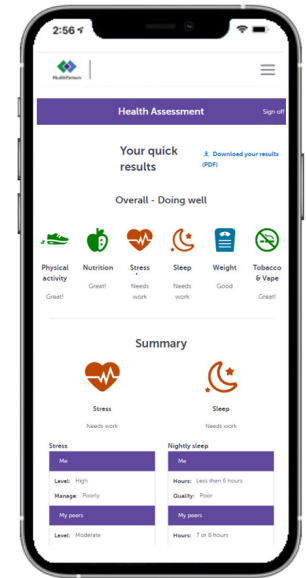 2:56
HealthPartners
Health Assessment
Sign off
Your quick
results
Download your results
(PDF)
Overall - Doing well
Physical
activity
Great!
Nutrition
Great!
Stress
Needs
work
Sleep
Needs
work
Weight
Good
Tobacco
& Vape
Great!
Summary
Stress
Needs work
Sleep
Needs work
Stress
Me
Level: High
Manage: Poorly
My peers
Level: Moderate
Nightly sleep
Me
Hours: Less then 6 hours
Quality: Poor
My peers
Hours: 7 or 8 hours